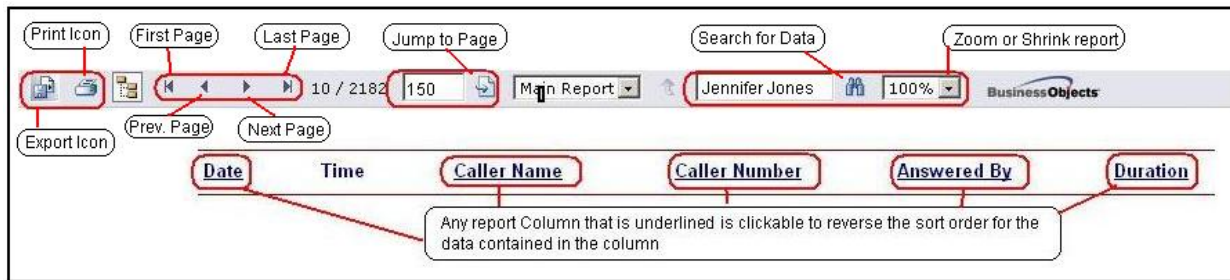 Print Icon
First Page
Last Page
Jump to Page
Search for Data
Zoom or Shrink report
10 / 2182
150
Main Report
Jennifer Jones
100%
BusinessObjects
Export Icon
Prev. Page
Next Page
Date
Time
Caller Name
Caller Number
Answered By
Duration
Any report Column that is underlined is clickable to reverse the sort order for the
data contained in the column